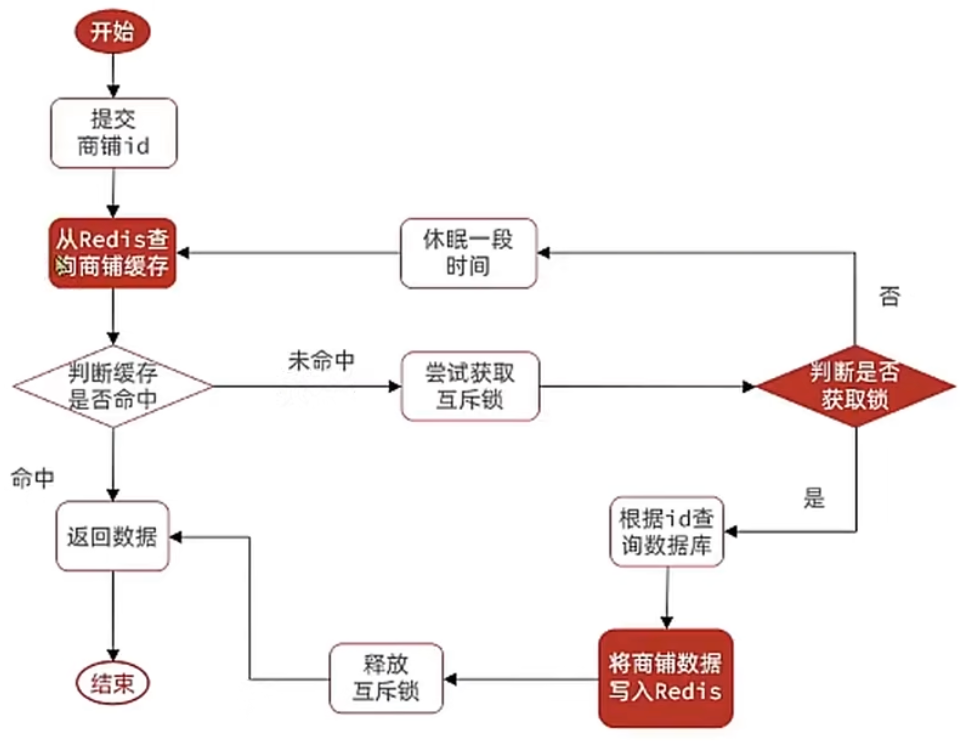 开始
提交
商铺id
从Redis查
询商铺缓存
休眠一段
时间
否
判断缓存
是否命中
未命中
尝试获取
互斥锁
判断是否
获取锁
命中
是
返回数据
根据id查
询数据库
将商铺数据
写入Redis
释放
互斥锁
结束